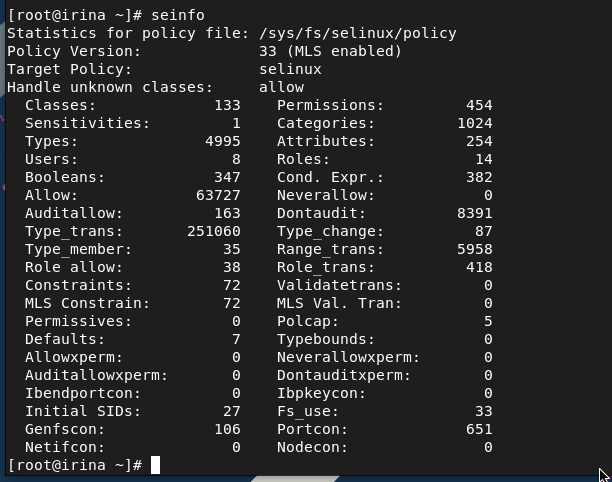 [root@irina ~]# seinfo
Statistics for policy file: /sys/fs/selinux/policy
Policy Version:             33 (MLS enabled)
Target Policy:              selinux
Handle unknown classes:     allow
  Classes:             133    Permissions:         454
  Sensitivities:         1    Categories:         1024
  Types:              4995    Attributes:          254
  Users:                 8    Roles:                14
  Booleans:            347    Cond. Expr.:         382
  Allow:             63727    Neverallow:            0
  Auditallow:          163    Dontaudit:          8391
  Type_trans:       251060    Type_change:          87
  Type_member:          35    Range_trans:        5958
  Role allow:           38    Role_trans:          418
  Constraints:          72    Validatetrans:         0
  MLS Constrain:        72    MLS Val. Tran:         0
  Permissives:           0    Polcap:                5
  Defaults:              7    Typebounds:            0
  Allowxperm:            0    Neverallowxperm:       0
  Auditallowxperm:       0    Dontauditxperm:        0
  Ibendportcon:          0    Ibpkeycon:             0
  Initial SIDs:         27    Fs_use:               33
  Genfscon:            106    Portcon:             651
  Netifcon:              0    Nodecon:               0
[root@irina ~]#